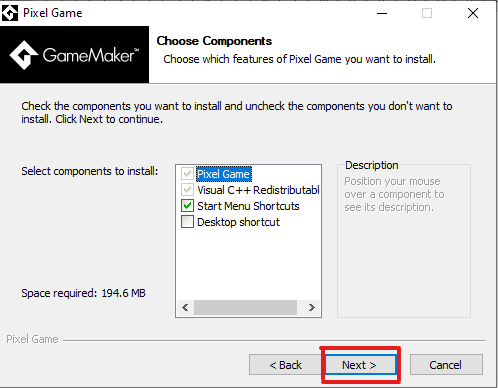 Pixel Game
GameMaker™
Choose Components
Choose which features of Pixel Game you want to install.
Check the components you want to install and uncheck the components you don't want to
install. Click Next to continue.
Select components to install:
Pixel Game
Visual C++ Redistributabl
Start Menu Shortcuts
Desktop shortcut
Description
Position your mouse
over a component to
see its description.
Space required: 194.6 MB
Pixel Game
< Back
Next >
Cancel